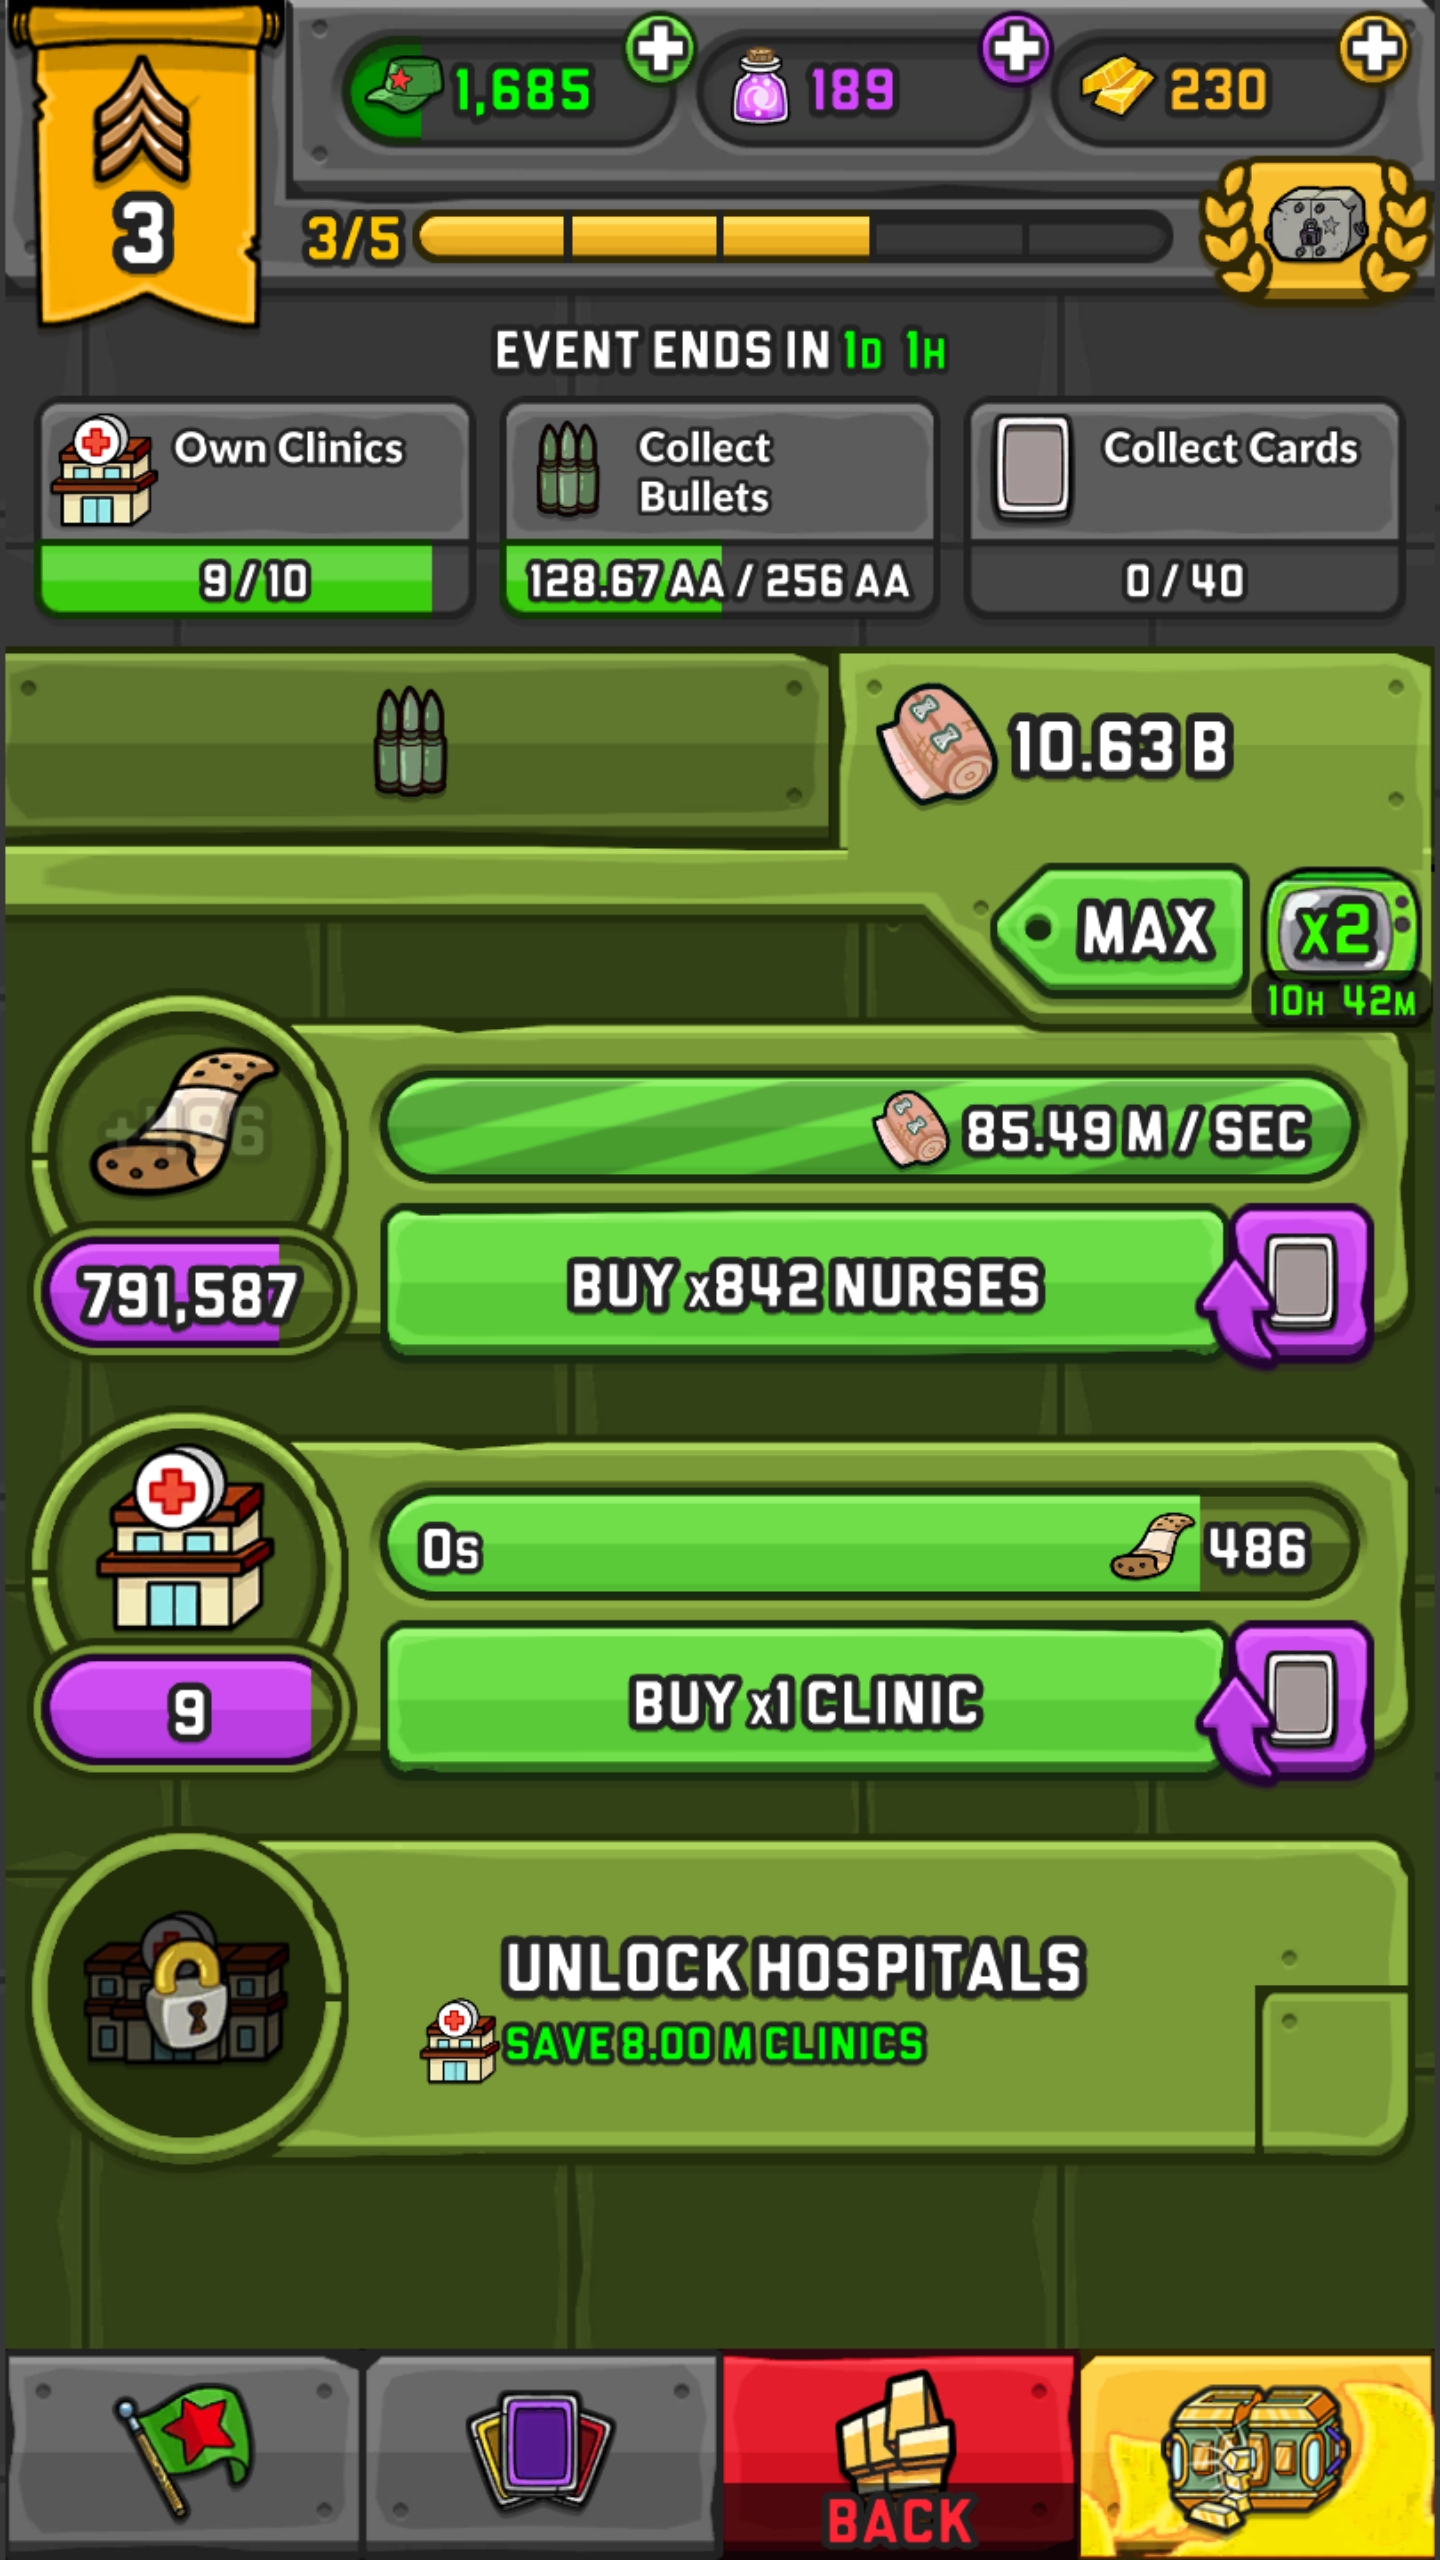 3
1,685
189
230
3/5
EVENT ENDS IN 1D 1H
Own Clinics
9/10
Collect
Bullets
128.67 AA / 256 AA
Collect Cards
0/40
10.63 B
MAX
x2
10H 42M
+486
85.49 M / SEC
791,587
BUY x842 NURSES
0s
486
9
BUY x1 CLINIC
UNLOCK HOSPITALS
SAVE 8.00 M CLINICS
BACK